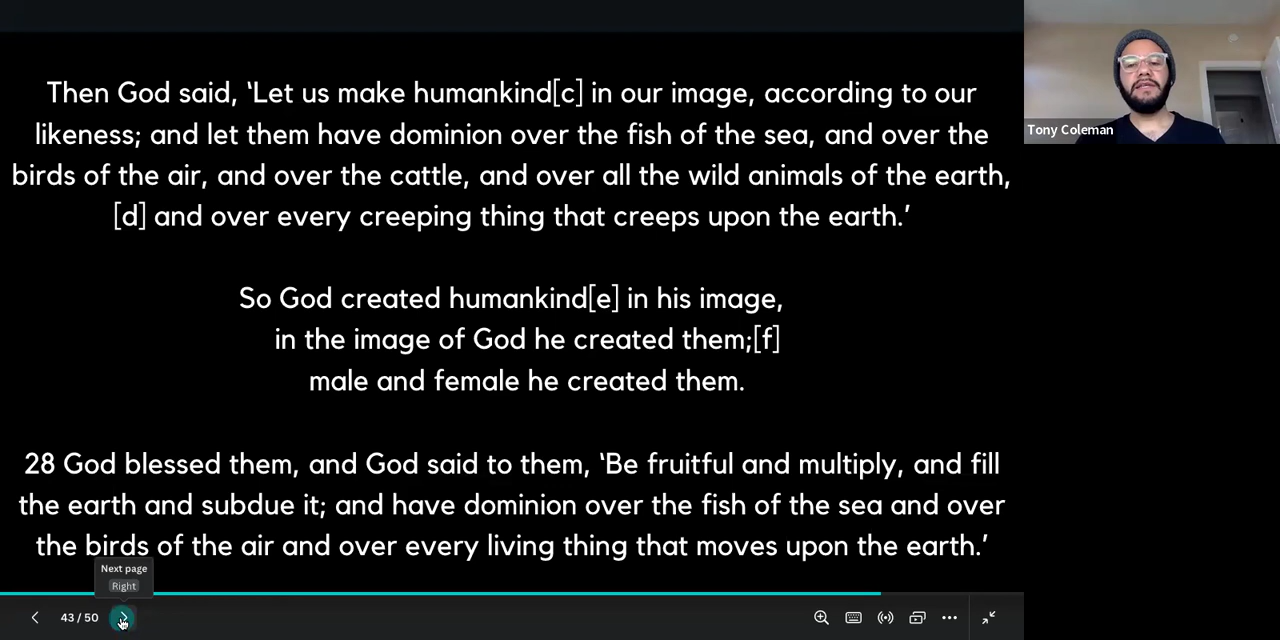 Then God said, ‘Let us make humankind[c] in our image, according to our
likeness; and let them have dominion over the fish of the sea, and over the
birds of the air, and over the cattle, and over all the wild animals of the earth,
[d] and over every creeping thing that creeps upon the earth.’
So God created humankind[e] in his image,
in the image of God he created them;[f]
male and female he created them.
28 God blessed them, and God said to them, ‘Be fruitful and multiply, and fill
the earth and subdue it; and have dominion over the fish of the sea and over
the birds of the air and over every living thing that moves upon the earth.’
Next page
Right
43 / 50
Tony Coleman